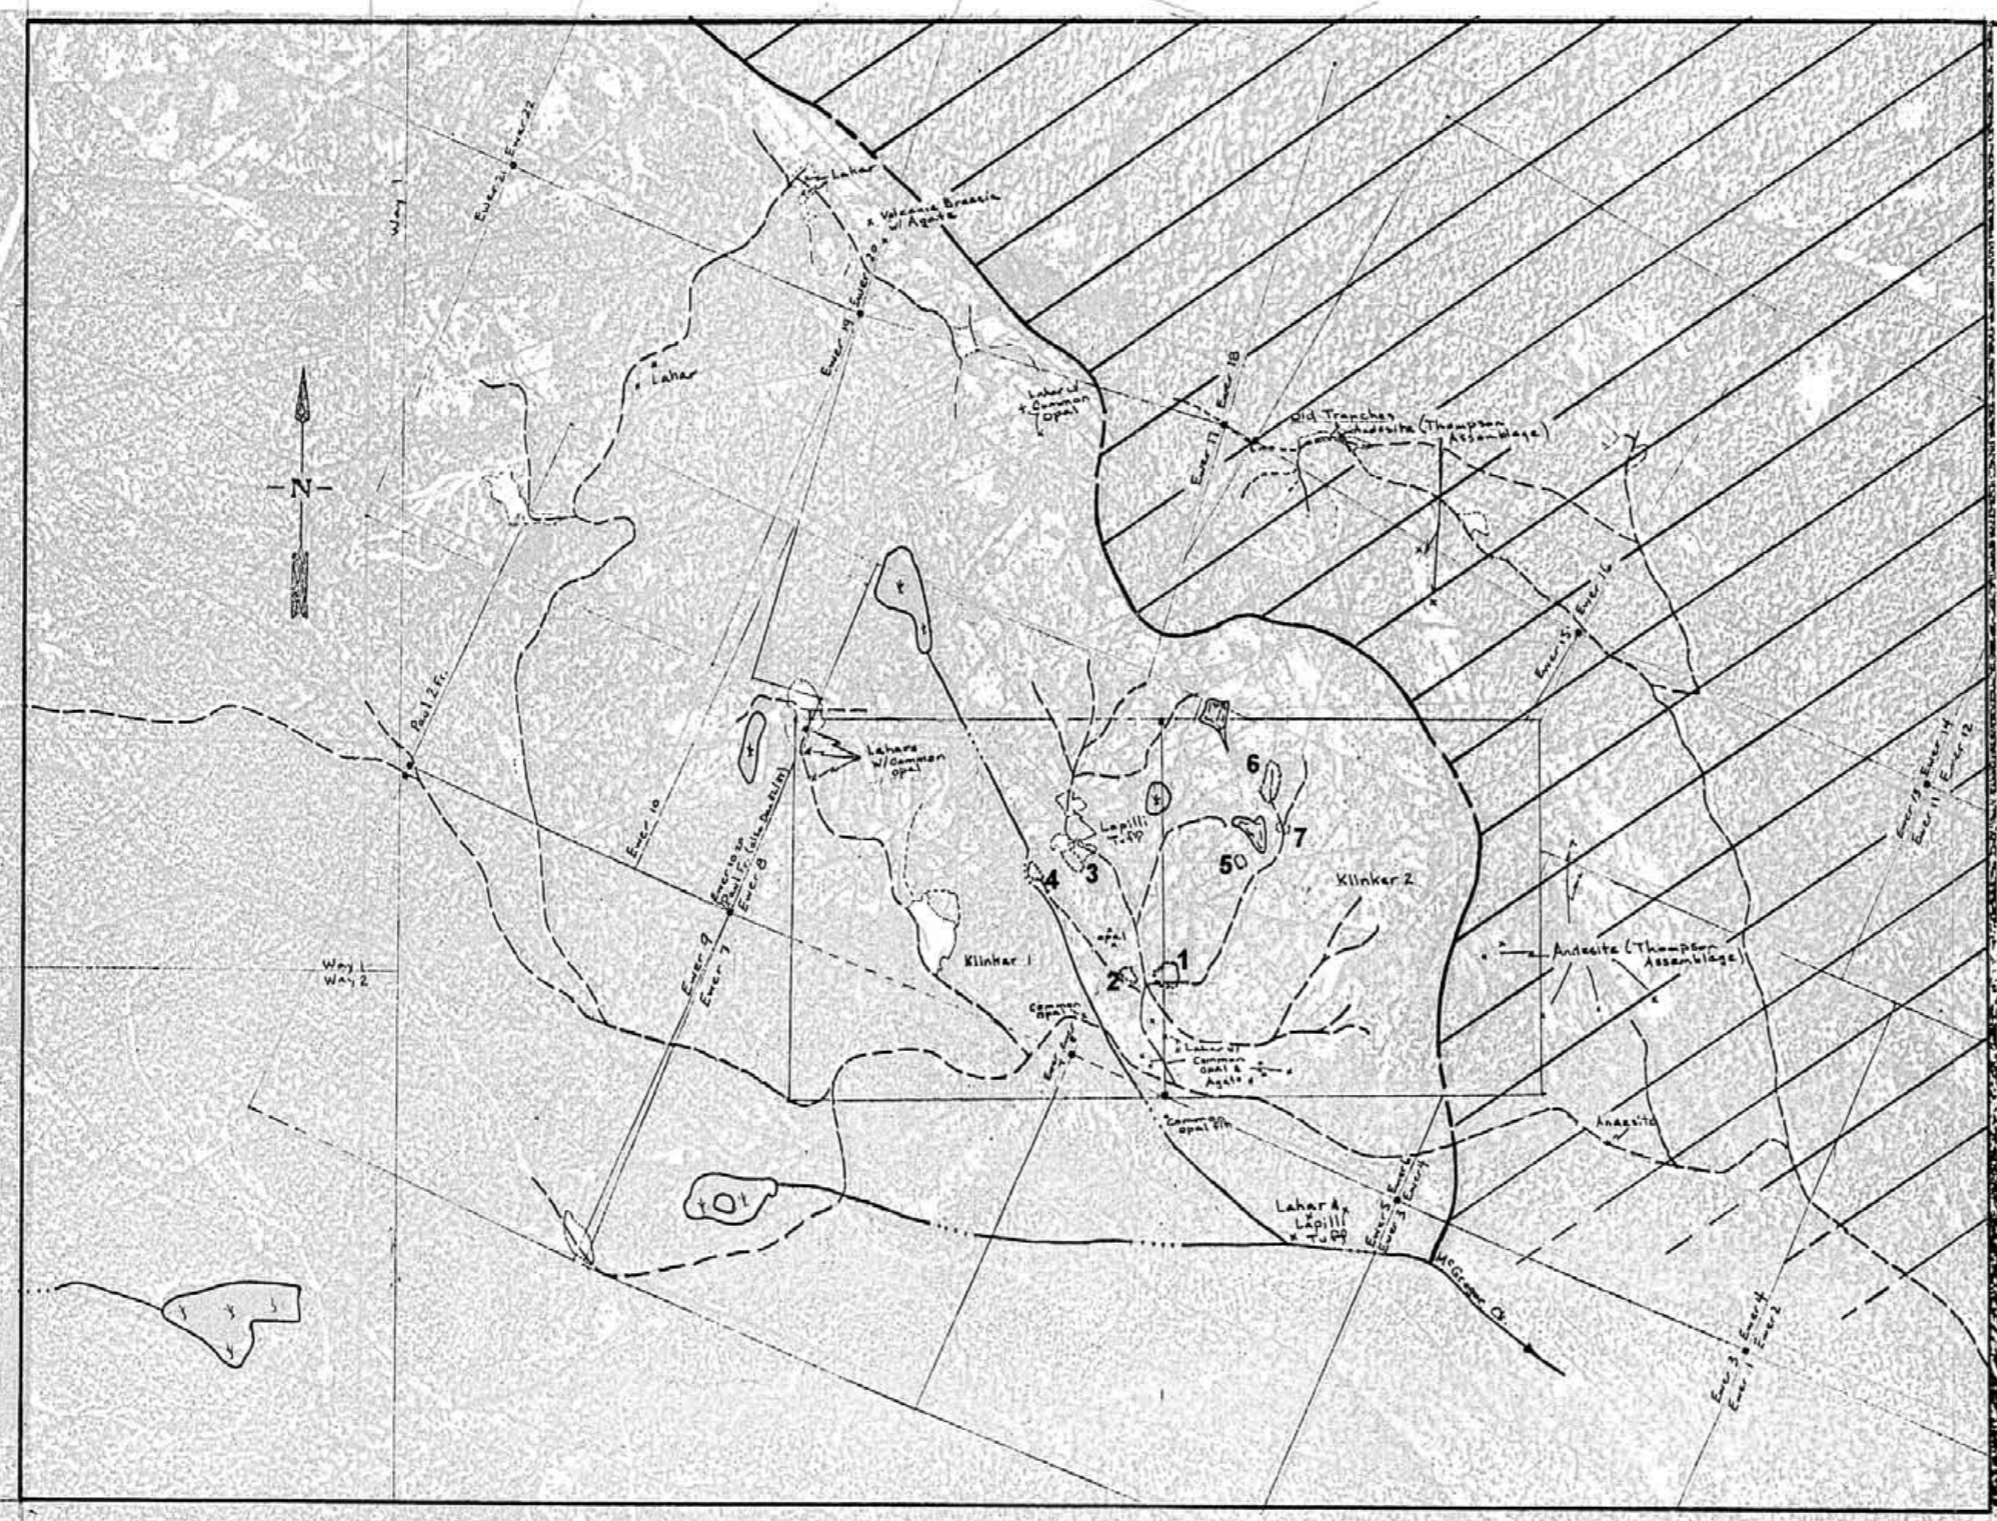 Ewer 22
Ewer 21
Way 1
Lahar
Volcanic Breccia
w/ Agate
Ewer 20
Ewer 19
Lahar
Lahar w/
Common
Opal
Ewer 18
Ewer 17
Old Trenches
Andesite (Thompson
Assemblage)
N
Ewer 16
Ewer 15
Paul 2 Fr.
Ewer 14
Ewer 12
Ewer 13
Ewer 11
Lahars
w/Common
opal
6
Lapilli
Tuff
7
5
3
4
Klinker 2
Ewer 10
Paul Fr.
Ewer 8
Ewer 9
Ewer 7
opal
Klinker 1
1
2
Andesite (Thompson
Assemblage)
Way 1
Way 2
Common
Opal
Lahar w/
Common
Opal &
Agate
Common
Opal
Andesite
Ewer 6
Ewer 4
Ewer 5
Ewer 3
Lahar &
Lapilli
Tuff
McGregor Ck.
Ewer 4
Ewer 2
Ewer 3
Ewer 1